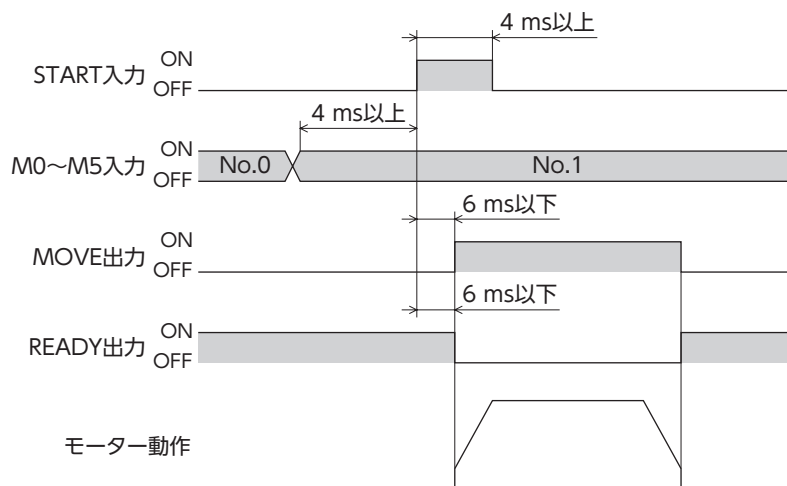 4 ms以上
START入力
ON
OFF
4 ms以上
M0～M5入力
ON
OFF
No.0
No.1
6 ms以下
MOVE出力
ON
OFF
6 ms以下
READY出力
ON
OFF
モーター動作